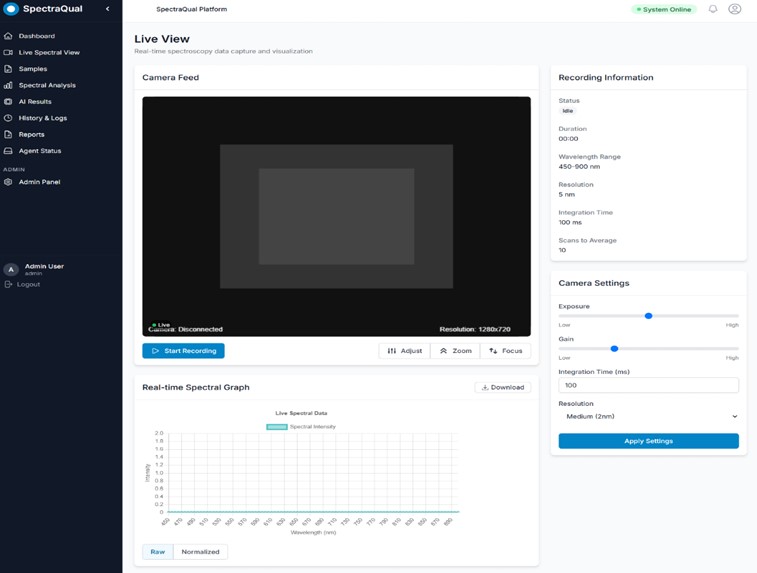 SpectraQual
SpectraQual Platform
System Online
Dashboard
Live Spectral View
Samples
Spectral Analysis
AI Results
History & Logs
Reports
Agent Status
ADMIN
Admin Panel
A
Admin User
admin
Logout
Live View
Real-time spectroscopy data capture and visualization
Camera Feed
Live
Camera: Disconnected
Resolution: 1280x720
Start Recording
Adjust
Zoom
Focus
Real-time Spectral Graph
Download
Live Spectral Data
Spectral Intensity
2.0
1.8
1.6
1.4
1.2
1.0
0.8
0.6
0.4
0.2
0
Intensity
450 470 490 510 530 550 570 590 610 630 650 670 690 710 730 750 770 790 810 830 850 870 890
Wavelength (nm)
Raw
Normalized
Recording Information
Status
Idle
Duration
00:00
Wavelength Range
450-900 nm
Resolution
5 nm
Integration Time
100 ms
Scans to Average
10
Camera Settings
Exposure
Low
High
Gain
Low
High
Integration Time (ms)
100
Resolution
Medium (2nm)
Apply Settings